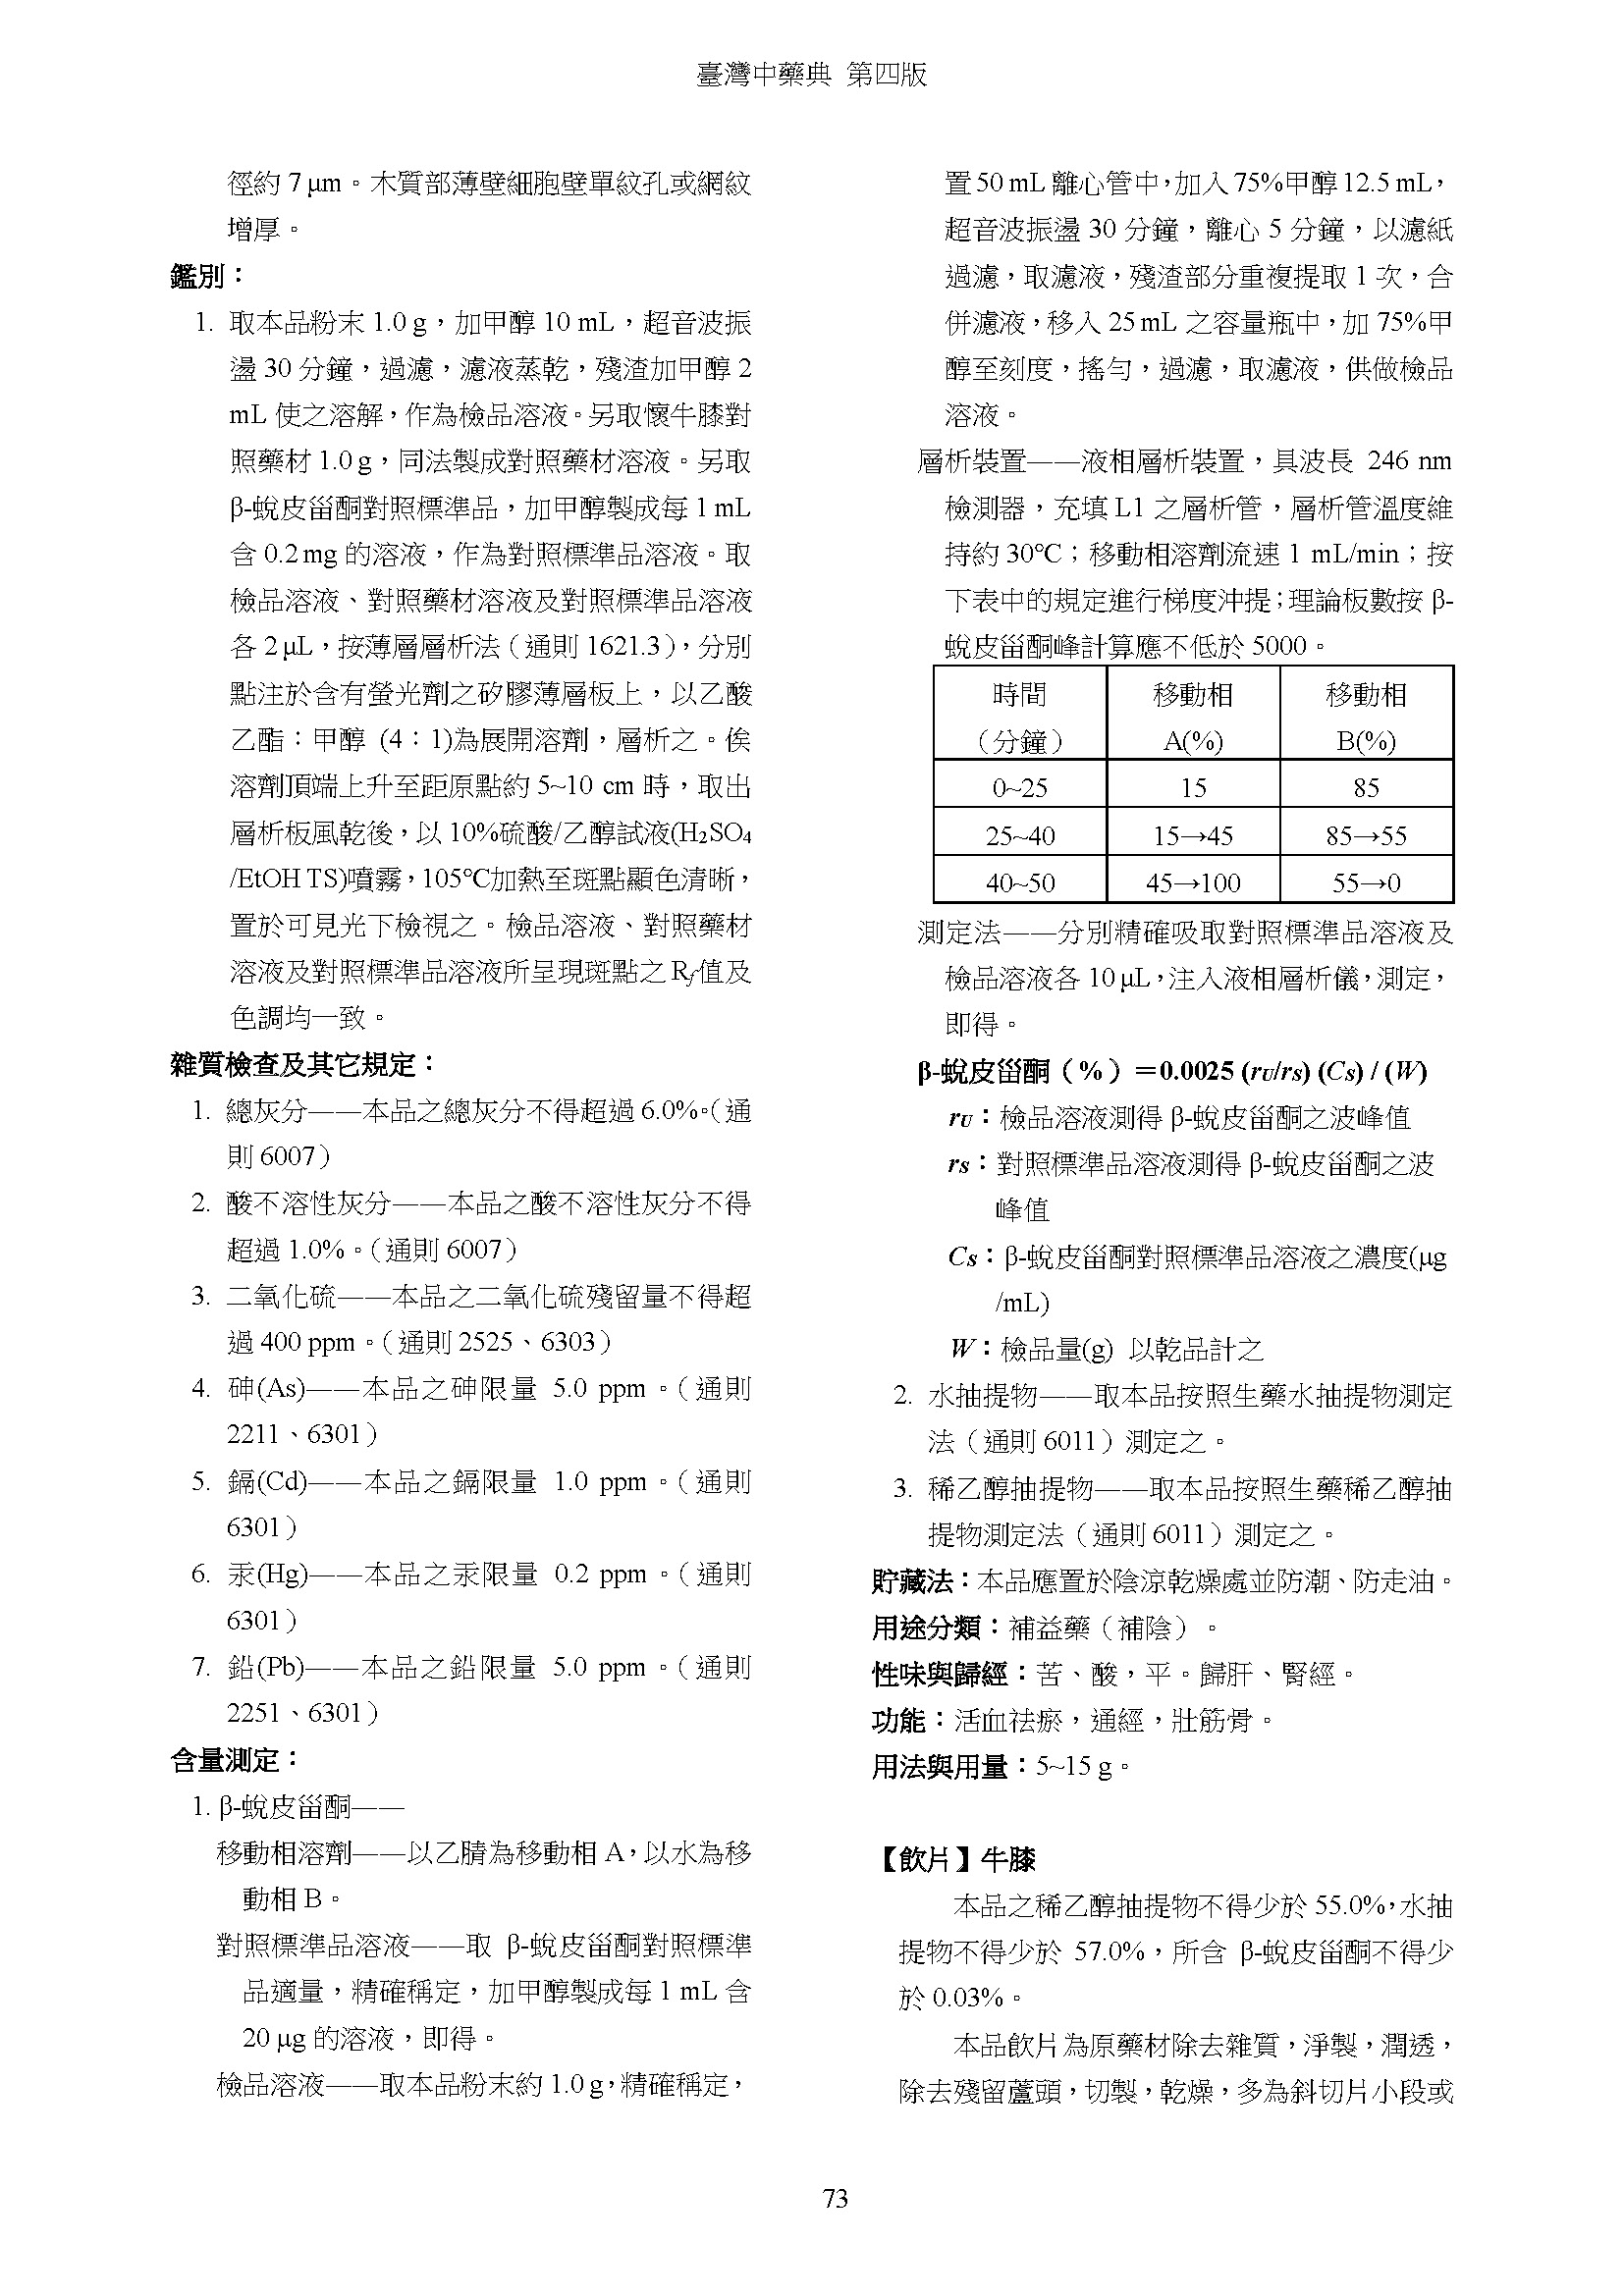 臺灣中藥典 第四版
徑約 7 μm。木質部薄壁細胞壁單紋孔或網紋
增厚。
鑑別：
1. 取本品粉末 1.0 g，加甲醇 10 mL，超音波振
盪 30 分鐘，過濾，濾液蒸乾，殘渣加甲醇 2
mL 使之溶解，作為檢品溶液。另取懷牛膝對
照藥材 1.0 g，同法製成對照藥材溶液。另取
β-蛻皮甾酮對照標準品，加甲醇製成每 1 mL
含 0.2 mg 的溶液，作為對照標準品溶液。取
檢品溶液、對照藥材溶液及對照標準品溶液
各 2 μL，按薄層層析法（通則 1621.3），分別
點注於含有螢光劑之矽膠薄層板上，以乙酸
乙酯：甲醇 (4：1)為展開溶劑，層析之。俟
溶劑頂端上升至距原點約 5~10 cm 時，取出
層析板風乾後，以 10%硫酸/乙醇試液(H₂SO₄
/EtOH TS)噴霧，105℃加熱至斑點顯色清晰，
置於可見光下檢視之。檢品溶液、對照藥材
溶液及對照標準品溶液所呈現斑點之 Rf值及
色調均一致。
雜質檢查及其它規定：
1. 總灰分——本品之總灰分不得超過 6.0%。（通
則 6007）
2. 酸不溶性灰分——本品之酸不溶性灰分不得
超過 1.0%。（通則 6007）
3. 二氧化硫——本品之二氧化硫殘留量不得超
過 400 ppm。（通則 2525、6303）
4. 砷(As)——本品之砷限量 5.0 ppm。（通則
2211、6301）
5. 鎘(Cd)——本品之鎘限量 1.0 ppm。（通則
6301）
6. 汞(Hg)——本品之汞限量 0.2 ppm。（通則
6301）
7. 鉛(Pb)——本品之鉛限量 5.0 ppm。（通則
2251、6301）
含量測定：
1. β-蛻皮甾酮——
移動相溶劑——以乙腈為移動相 A，以水為移
動相 B。
對照標準品溶液——取 β-蛻皮甾酮對照標準
品適量，精確稱定，加甲醇製成每 1 mL 含
20 μg 的溶液，即得。
檢品溶液——取本品粉末約 1.0 g，精確稱定，
置 50 mL 離心管中，加入 75%甲醇 12.5 mL，
超音波振盪 30 分鐘，離心 5 分鐘，以濾紙
過濾，取濾液，殘渣部分重複提取 1 次，合
併濾液，移入 25 mL 之容量瓶中，加 75%甲
醇至刻度，搖勻，過濾，取濾液，供做檢品
溶液。
層析裝置——液相層析裝置，具波長 246 nm
檢測器，充填 L1 之層析管，層析管溫度維
持約 30℃；移動相溶劑流速 1 mL/min；按
下表中的規定進行梯度沖提；理論板數按 β-
蛻皮甾酮峰計算應不低於 5000。
時間 移動相 移動相
（分鐘） A(%) B(%)
0~25 15 85
25~40 15→45 85→55
40~50 45→100 55→0
測定法——分別精確吸取對照標準品溶液及
檢品溶液各 10 μL，注入液相層析儀，測定，
即得。
β-蛻皮甾酮（%）＝0.0025 (rU/rS) (CS) / (W)
rU：檢品溶液測得 β-蛻皮甾酮之波峰值
rS：對照標準品溶液測得 β-蛻皮甾酮之波
峰值
CS：β-蛻皮甾酮對照標準品溶液之濃度(μg
/mL)
W：檢品量(g) 以乾品計之
2. 水抽提物——取本品按照生藥水抽提物測定
法（通則 6011）測定之。
3. 稀乙醇抽提物——取本品按照生藥稀乙醇抽
提物測定法（通則 6011）測定之。
貯藏法：本品應置於陰涼乾燥處並防潮、防走油。
用途分類：補益藥（補陰）。
性味與歸經：苦、酸，平。歸肝、腎經。
功能：活血祛瘀，通經，壯筋骨。
用法與用量：5~15 g。
【飲片】牛膝
本品之稀乙醇抽提物不得少於 55.0%，水抽
提物不得少於 57.0%，所含 β-蛻皮甾酮不得少
於 0.03%。
本品飲片為原藥材除去雜質，淨製，潤透，
除去殘留蘆頭，切製，乾燥，多為斜切片小段或
73